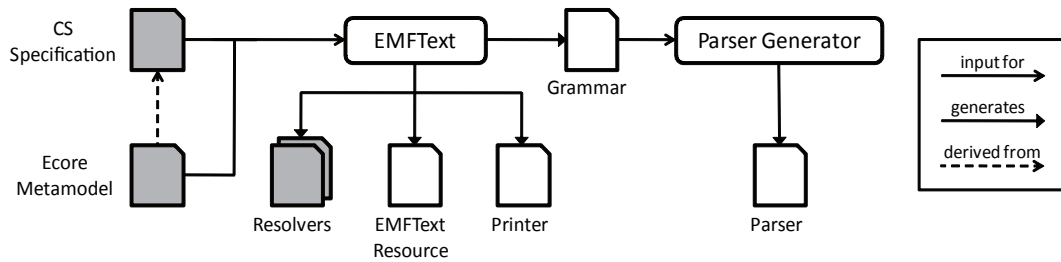 CS
Specification
EMFText
Parser Generator
Grammar
Ecore
Metamodel
Resolvers
EMFText
Resource
Printer
Parser
input for
generates
derived from